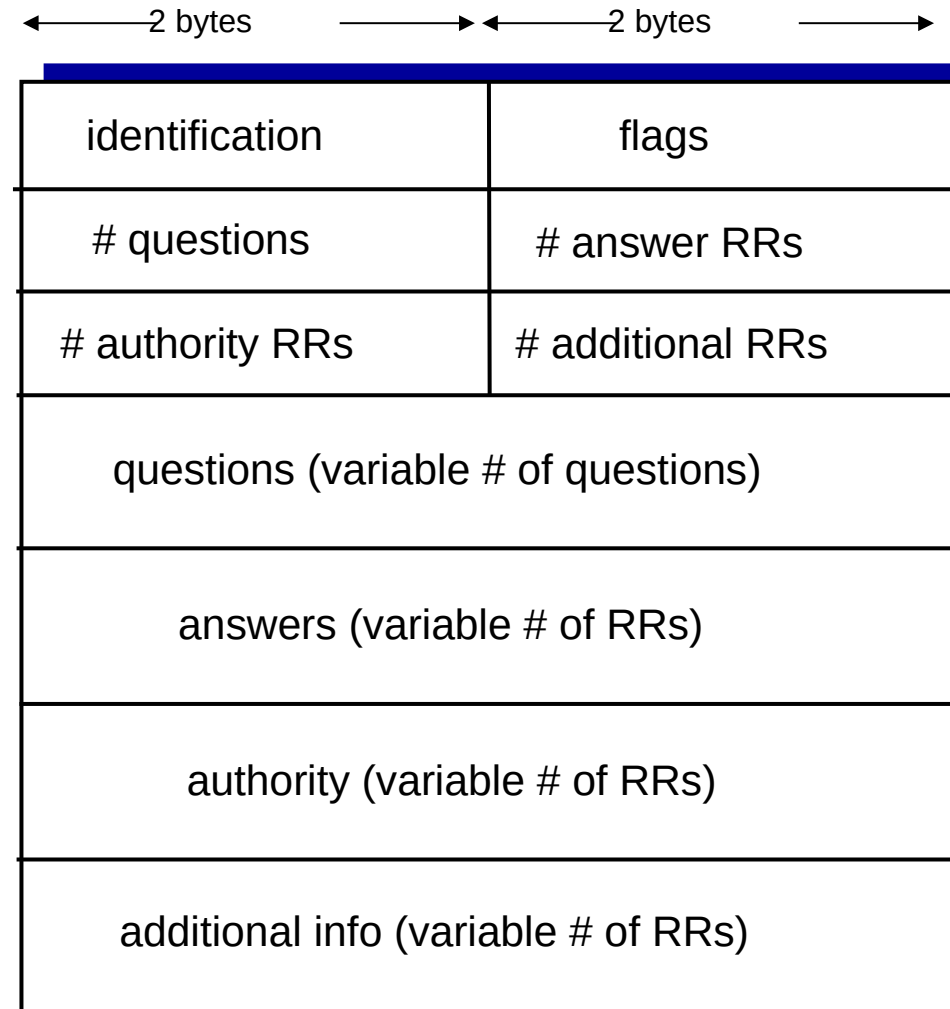 2 bytes 2 bytes
identification flags
# questions # answer RRs
# authority RRs # additional RRs
questions (variable # of questions)
answers (variable # of RRs)
authority (variable # of RRs)
additional info (variable # of RRs)